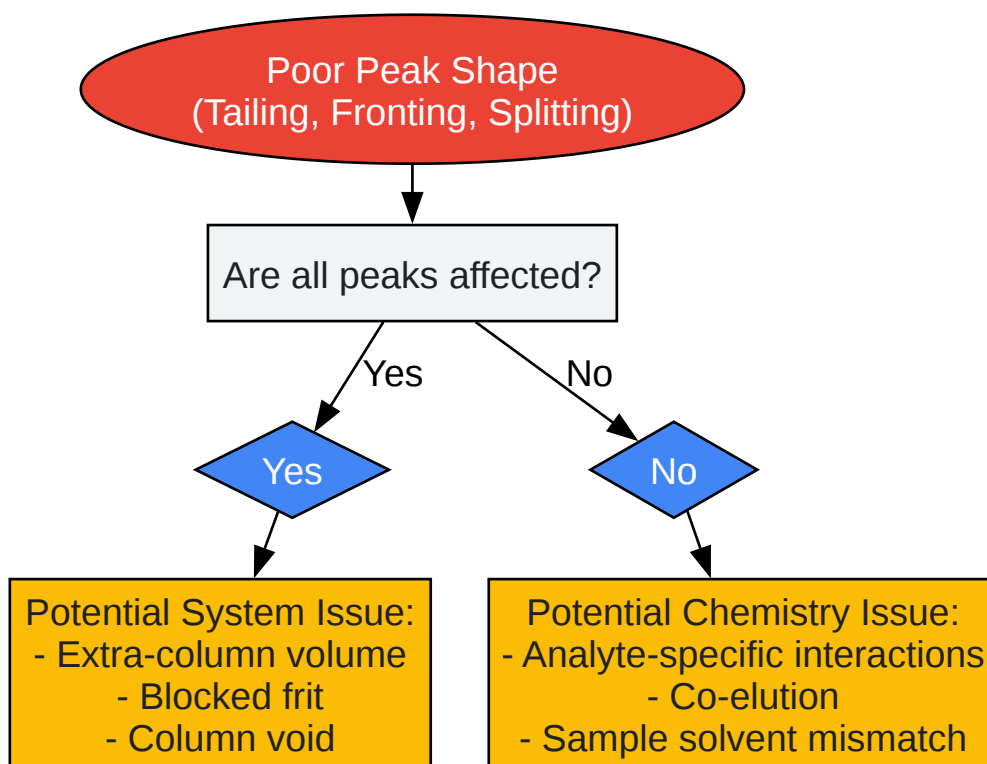 Poor Peak Shape
(Tailing, Fronting, Splitting)
Are all peaks affected?
Yes
No
Yes
No
Potential System Issue:
- Extra-column volume
- Blocked frit
- Column void
Potential Chemistry Issue:
- Analyte-specific interactions
- Co-elution
- Sample solvent mismatch